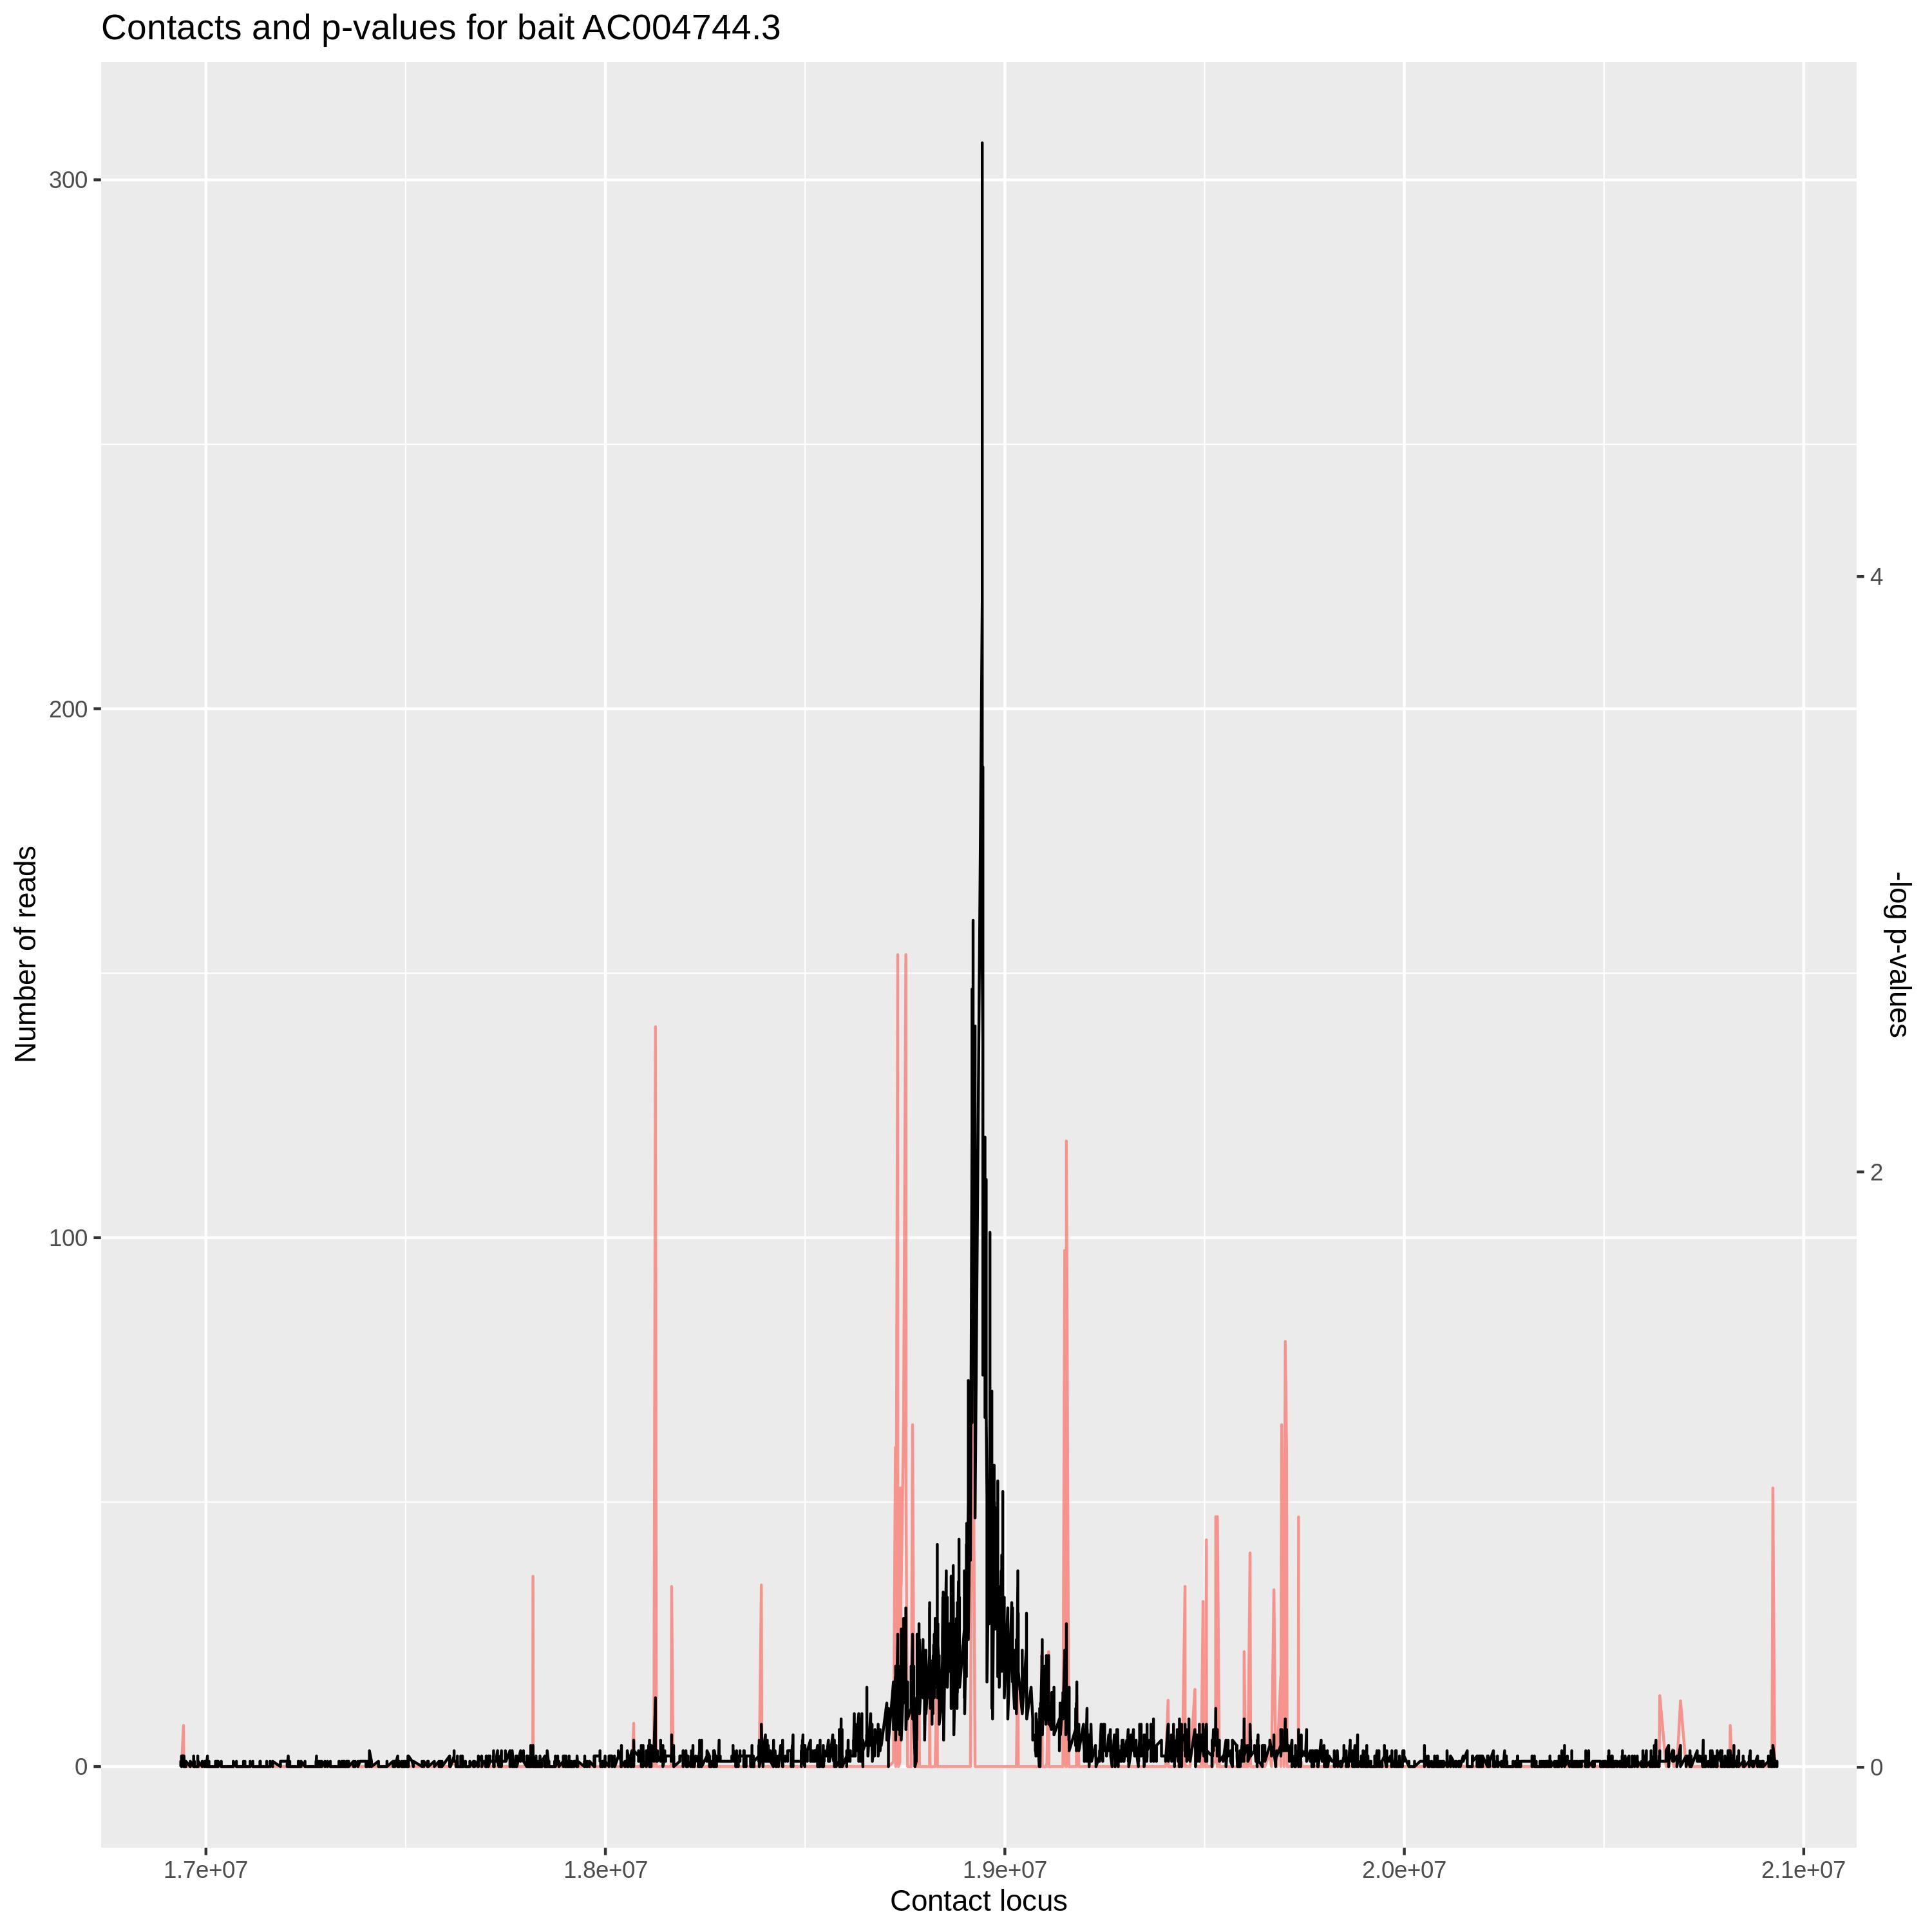 Contacts and p-values for bait AC004744.3
300
200
100
0
Number of reads
4
2
0
-log p-values
1.7e+07 1.8e+07 1.9e+07 2.0e+07 2.1e+07
Contact locus